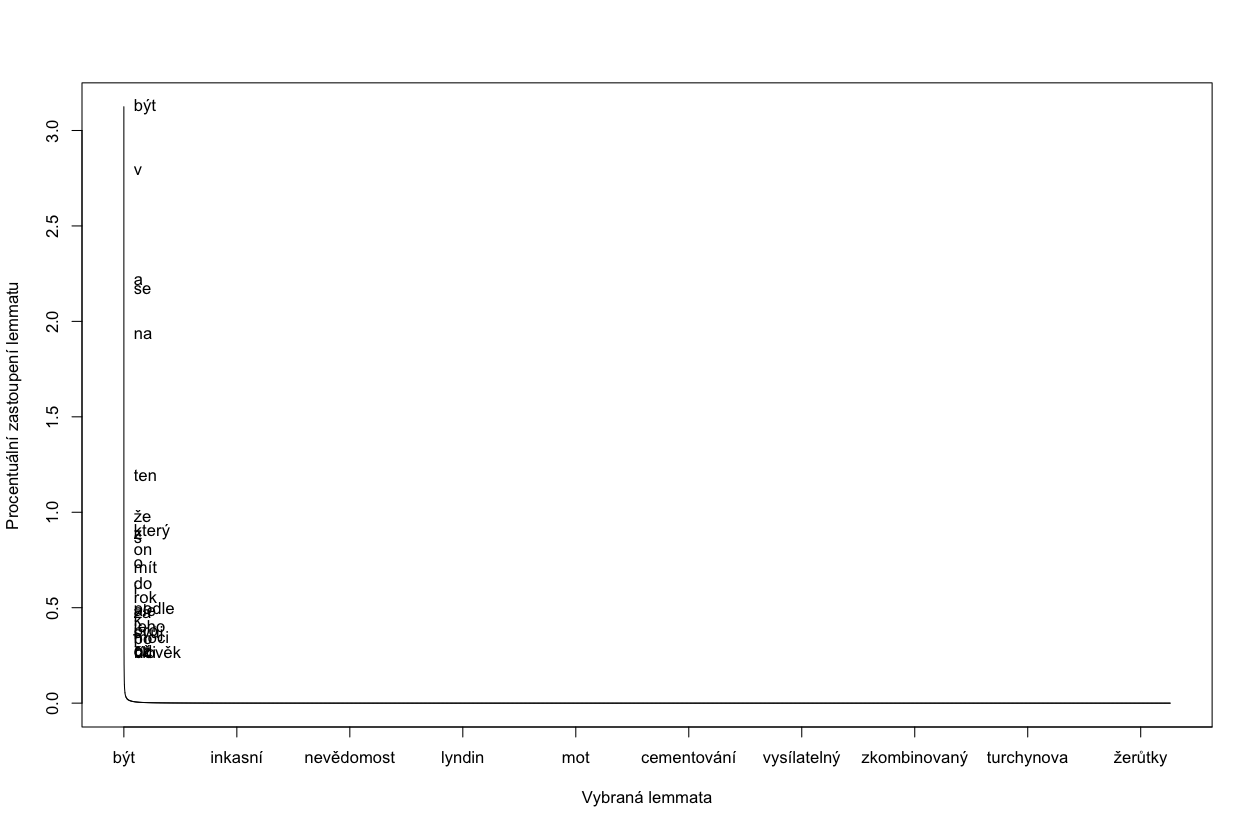 být
v
a
se
na
ten
že
který
s
on
o
mít
do
rok
podle
za
moci
člověk
3.0
2.5
2.0
1.5
1.0
0.5
0.0
Procentuální zastoupení lemmatu
být inkasní nevědomost lyndin mot cementování vysílatelný zkombinovaný turchynova žerůtky
Vybraná lemmata